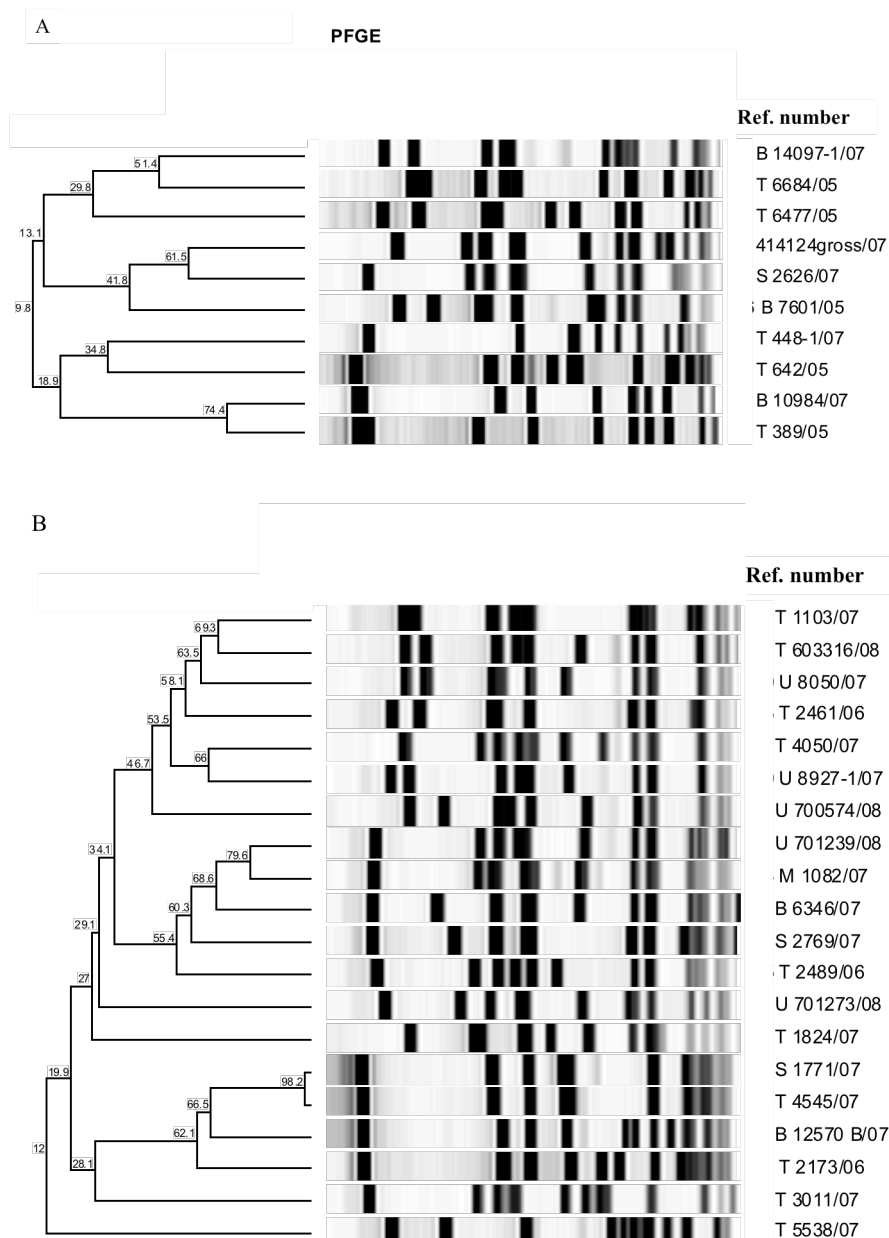 A
PFGE
Ref. number
B 14097-1/07
51.4
T 6684/05
29.8
T 6477/05
13.1
414124gross/07
61.5
S 2626/07
41.8
9.8
B 7601/05
T 448-1/07
34.8
T 642/05
18.9
B 10984/07
74.4
T 389/05
B
Ref. number
T 1103/07
69.3
T 603316/08
63.5
U 8050/07
58.1
T 2461/06
53.5
T 4050/07
66
46.7
U 8927-1/07
U 700574/08
U 701239/08
34.1
79.6
M 1082/07
68.6
B 6346/07
60.3
29.1
55.4
S 2769/07
T 2489/06
27
U 701273/08
T 1824/07
S 1771/07
19.9
98.2
T 4545/07
66.5
B 12570 B/07
62.1
12
28.1
T 2173/06
T 3011/07
T 5538/07